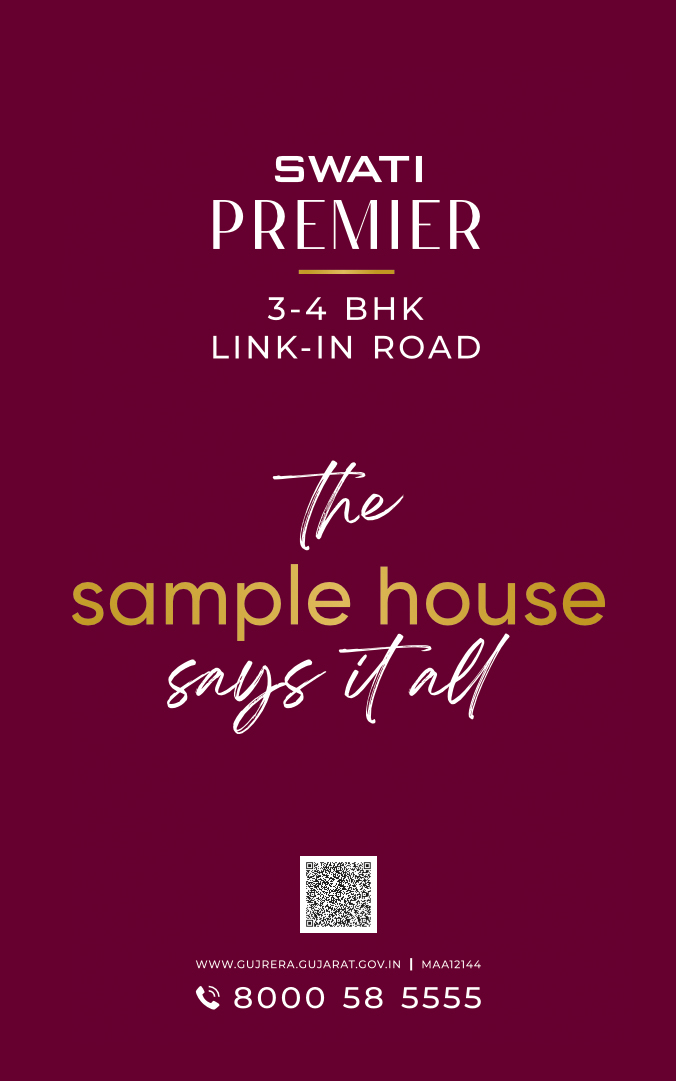 SWATI
PREMIER
3-4 BHK
LINK-IN ROAD
the
sample house
says it all
WWW.GUJRERA.GUJARAT.GOV.IN | MAA12144
8000 58 5555